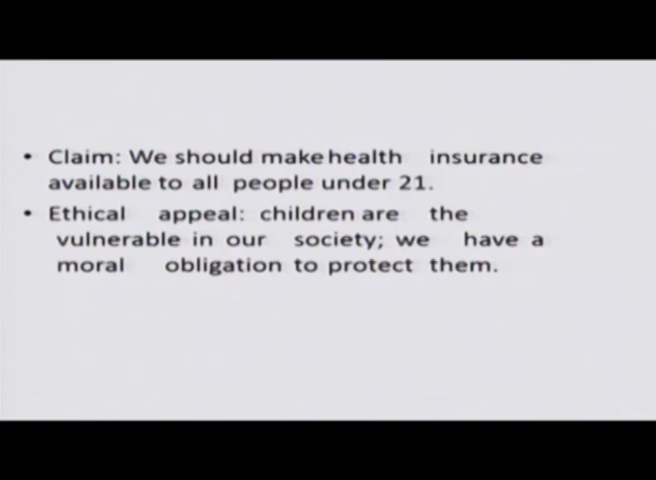 • Claim: We should make health insurance
available to all people under 21.
• Ethical appeal: children are the
vulnerable in our society; we have a
moral obligation to protect them.